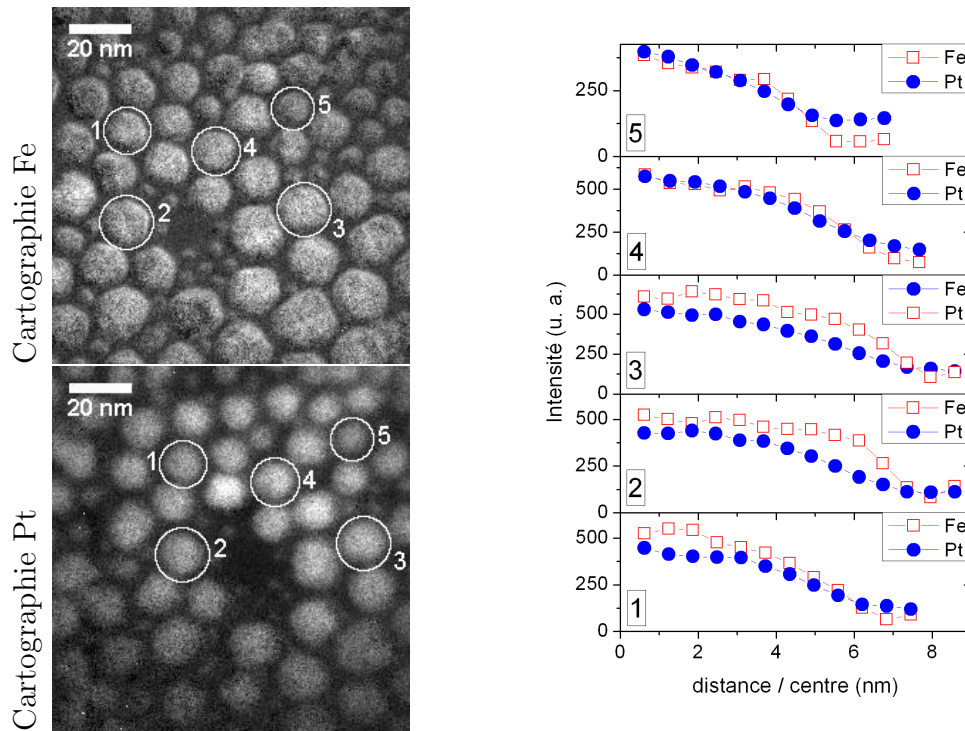 Cartographie Fe
20 nm
1
2
3
4
5
Cartographie Pt
20 nm
1
2
3
4
5
Intensité (u. a.)
250
0
5
Fe
Pt
500
250
0
4
Fe
Pt
500
250
0
3
Fe
Pt
500
250
0
2
Fe
Pt
500
250
0
1
Fe
Pt
0 2 4 6 8
distance / centre (nm)